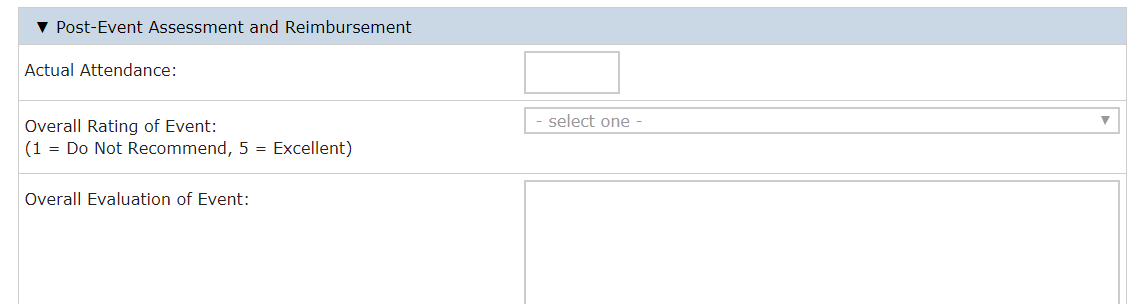 ▼ Post-Event Assessment and Reimbursement
Actual Attendance:
Overall Rating of Event:
- select one -
(1 = Do Not Recommend, 5 = Excellent)
Overall Evaluation of Event: